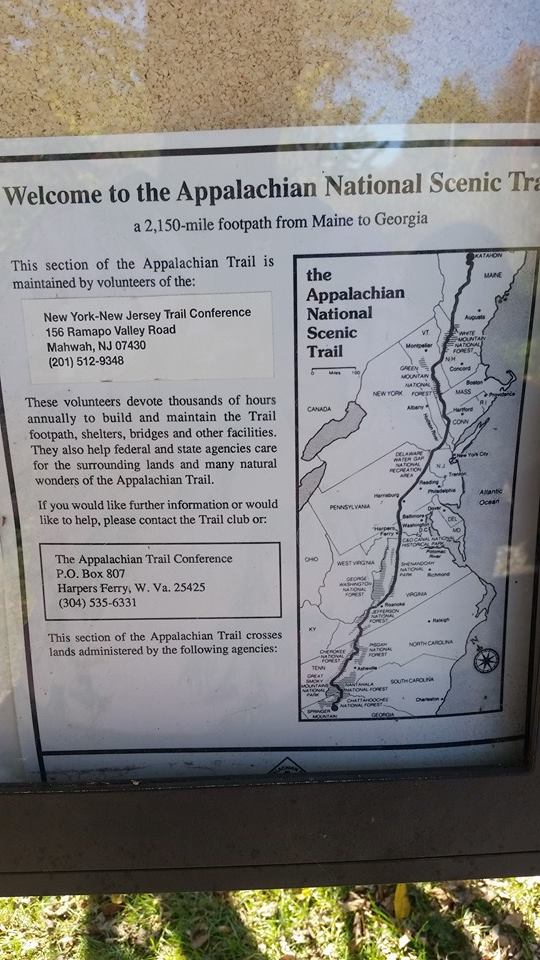 Welcome to the Appalachian National Scenic Tra
a 2,150-mile footpath from Maine to Georgia
This section of the Appalachian Trail is
maintained by volunteers of the:
New York-New Jersey Trail Conference
156 Ramapo Valley Road
Mahwah, NJ 07430
(201) 512-9348
These volunteers devote thousands of hours
annually to build and maintain the Trail
footpath, shelters, bridges and other facilities.
They also help federal and state agencies care
for the surrounding lands and many natural
wonders of the Appalachian Trail.
If you would like further information or would
like to help, please contact the Trail club or:
The Appalachian Trail Conference
P.O. Box 807
Harpers Ferry, W. Va. 25425
(304) 535-6331
This section of the Appalachian Trail crosses
lands administered by the following agencies:
the
Appalachian
National
Scenic
Trail
0 Miles 100
KATAHDIN
MAINE
Augusta
VT.
Montpelier
WHITE
MOUNTAIN
NATIONAL
FOREST
N.H.
Concord
GREEN
MOUNTAIN
NATIONAL
FOREST
Boston
MASS
Providence
R.I.
NEW YORK
Albany
Hartford
CONN
Hudson River
CANADA
New York City
DELAWARE
WATER GAP
NATIONAL
RECREATION
AREA
N.J.
Trenton
Reading
Philadelphia
Harrisburg
Atlantic
Ocean
PENNSYLVANIA
Dover
Baltimore
Washington
D.C.
DEL
MD
Harpers
Ferry
C&O CANAL NATIONAL
HISTORICAL PARK
Potomac
River
OHIO
WEST VIRGINIA
SHENANDOAH
NATIONAL
PARK
Richmond
GEORGE
WASHINGTON
NATIONAL
FOREST
VIRGINIA
Roanoke
JEFFERSON
NATIONAL
FOREST
KY
Raleigh
PISGAH
NATIONAL
FOREST
NORTH CAROLINA
CHEROKEE
NATIONAL
FOREST
N
TENN
Asheville
GREAT
SMOKY
MOUNTAINS
NATIONAL
PARK
NANTAHALA
NATIONAL FOREST
SOUTH CAROLINA
CHATTAHOOCHEE
NATIONAL FOREST
Charleston
SPRINGER
MOUNTAIN
GEORGIA